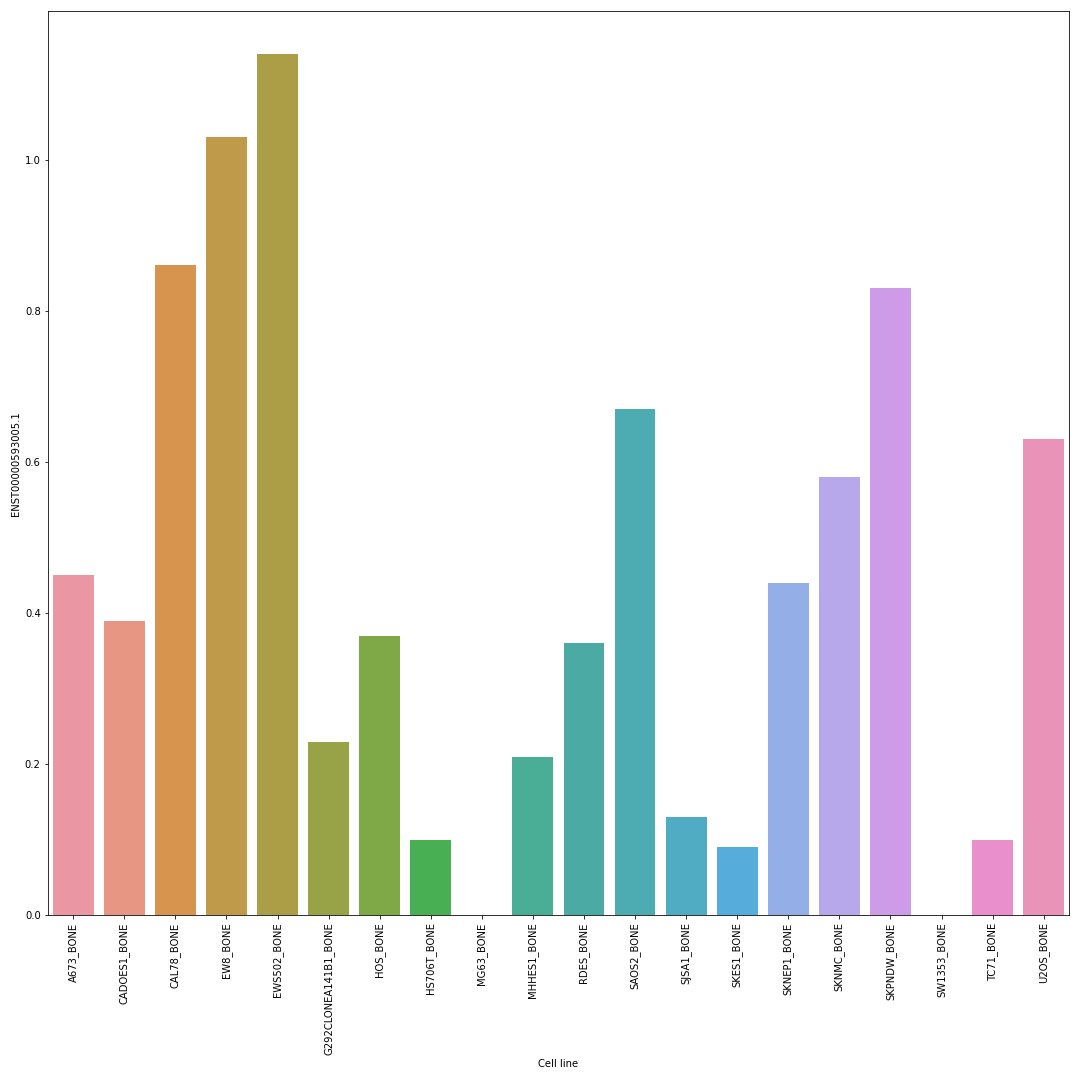 ENST00000593005.1
1.0
0.8
0.6
0.4
0.2
0.0
A673_BONE
CADOES1_BONE
CAL78_BONE
EW8_BONE
EWS502_BONE
G292CLONEA141B1_BONE
HOS_BONE
HS706T_BONE
MG63_BONE
MHHES1_BONE
RDES_BONE
SAOS2_BONE
SJSA1_BONE
SKES1_BONE
SKNEP1_BONE
SKNMC_BONE
SKPNDW_BONE
SW1353_BONE
TC71_BONE
U2OS_BONE
Cell line